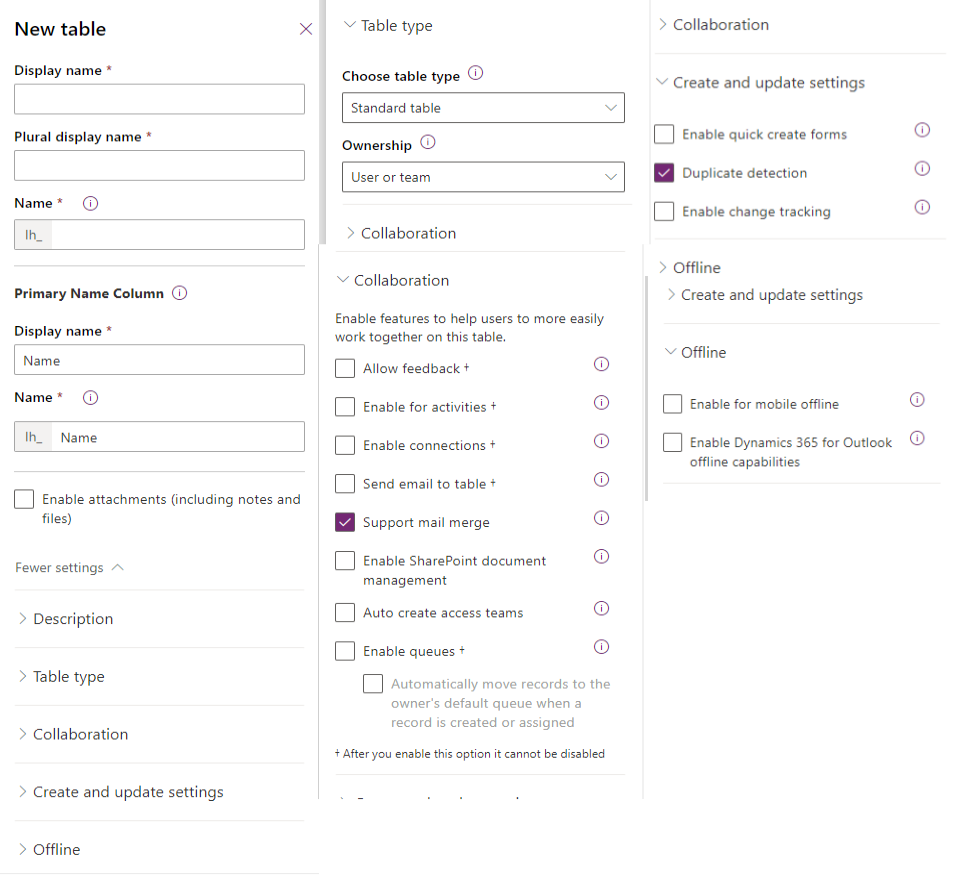 New table
Display name *
Plural display name *
Name *
lh_
Primary Name Column
Display name *
Name
Name *
lh_ Name
Enable attachments (including notes and
files)
Fewer settings
Description
Table type
Collaboration
Create and update settings
Offline
Table type
Choose table type
Standard table
Ownership
User or team
Collaboration
Collaboration
Enable features to help users to more easily
work together on this table.
Allow feedback †
Enable for activities †
Enable connections †
Send email to table †
Support mail merge
Enable SharePoint document
management
Auto create access teams
Enable queues †
Automatically move records to the
owner's default queue when a
record is created or assigned
† After you enable this option it cannot be disabled
Collaboration
Create and update settings
Enable quick create forms
Duplicate detection
Enable change tracking
Offline
Create and update settings
Offline
Enable for mobile offline
Enable Dynamics 365 for Outlook
offline capabilities